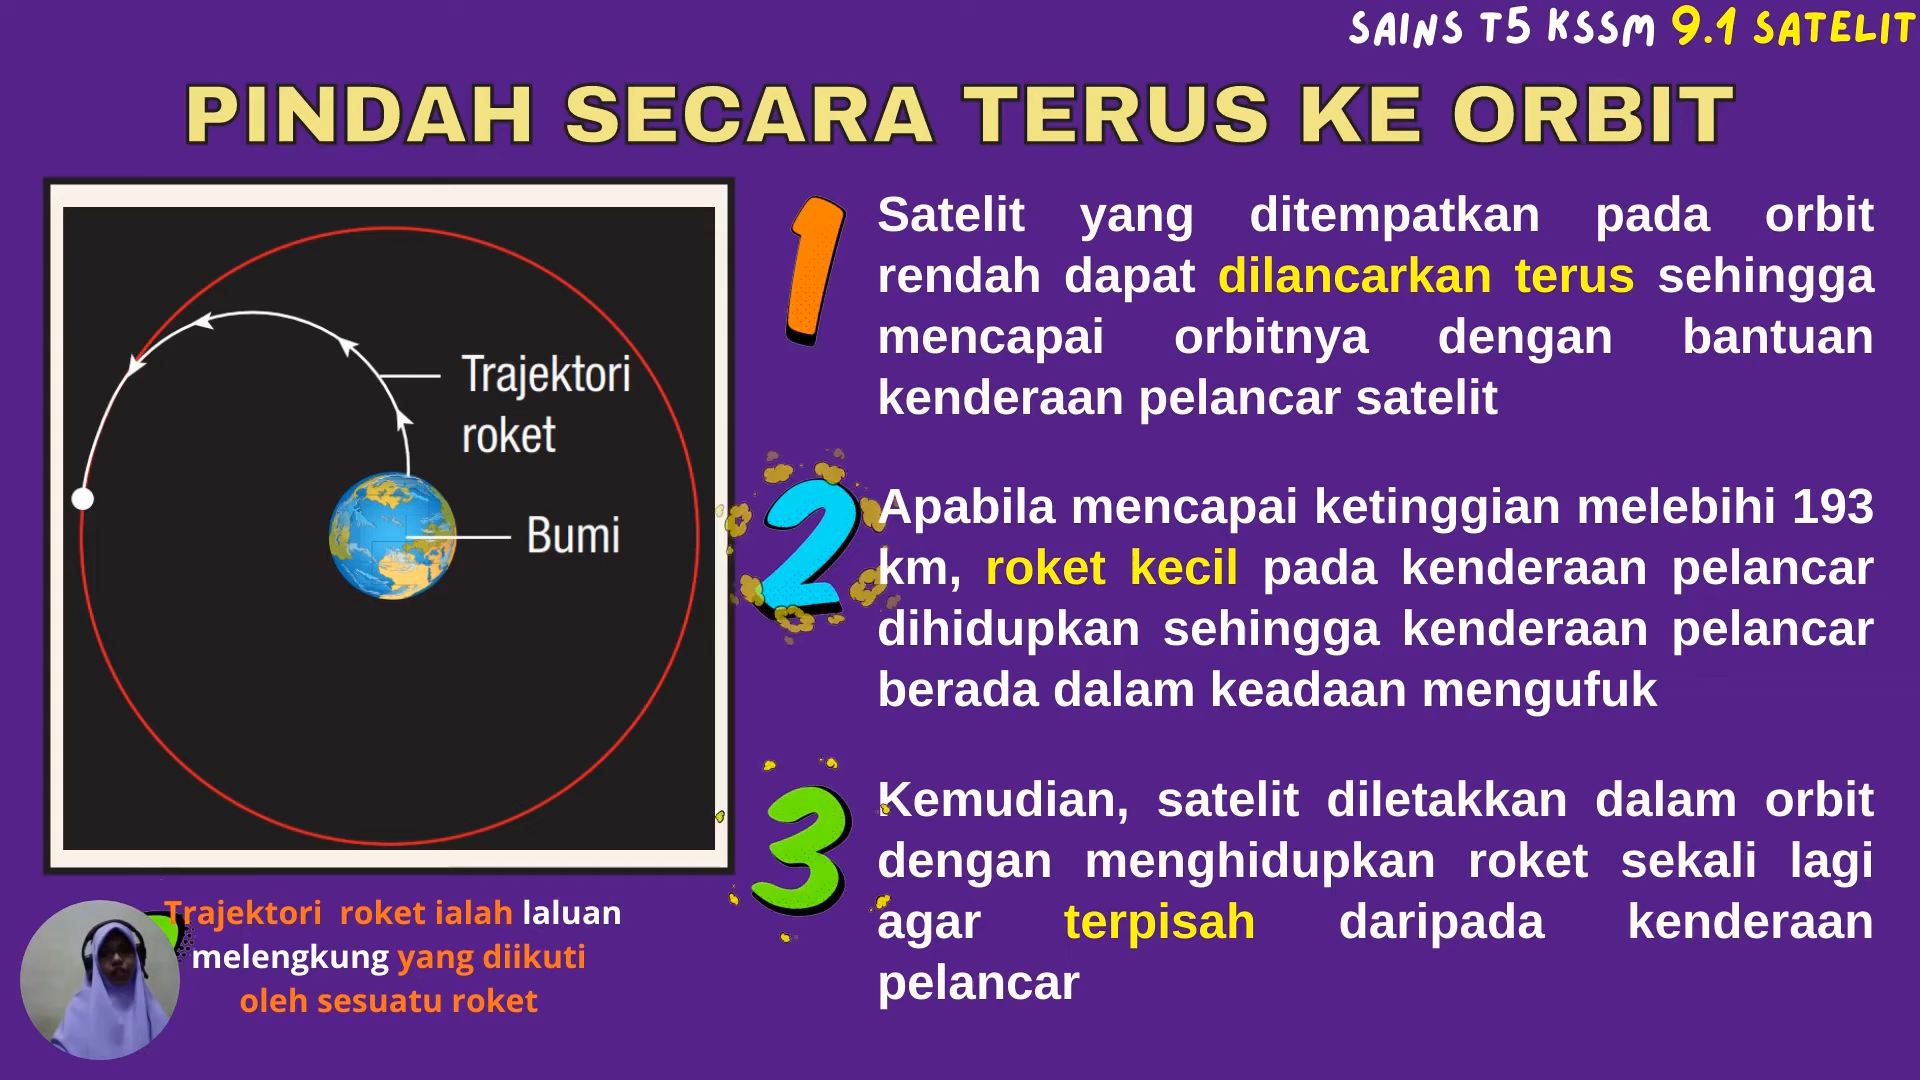 SAINS T5 KSSM 9.1 SATELIT
PINDAH SECARA TERUS KE ORBIT
Trajektori
roket
Bumi
Trajektori roket ialah laluan
melengkung yang diikuti
oleh sesuatu roket
1
Satelit yang ditempatkan pada orbit
rendah dapat dilancarkan terus sehingga
mencapai orbitnya dengan bantuan
kenderaan pelancar satelit
2
Apabila mencapai ketinggian melebihi 193
km, roket kecil pada kenderaan pelancar
dihidupkan sehingga kenderaan pelancar
berada dalam keadaan mengufuk
3
Kemudian, satelit diletakkan dalam orbit
dengan menghidupkan roket sekali lagi
agar terpisah daripada kenderaan
pelancar